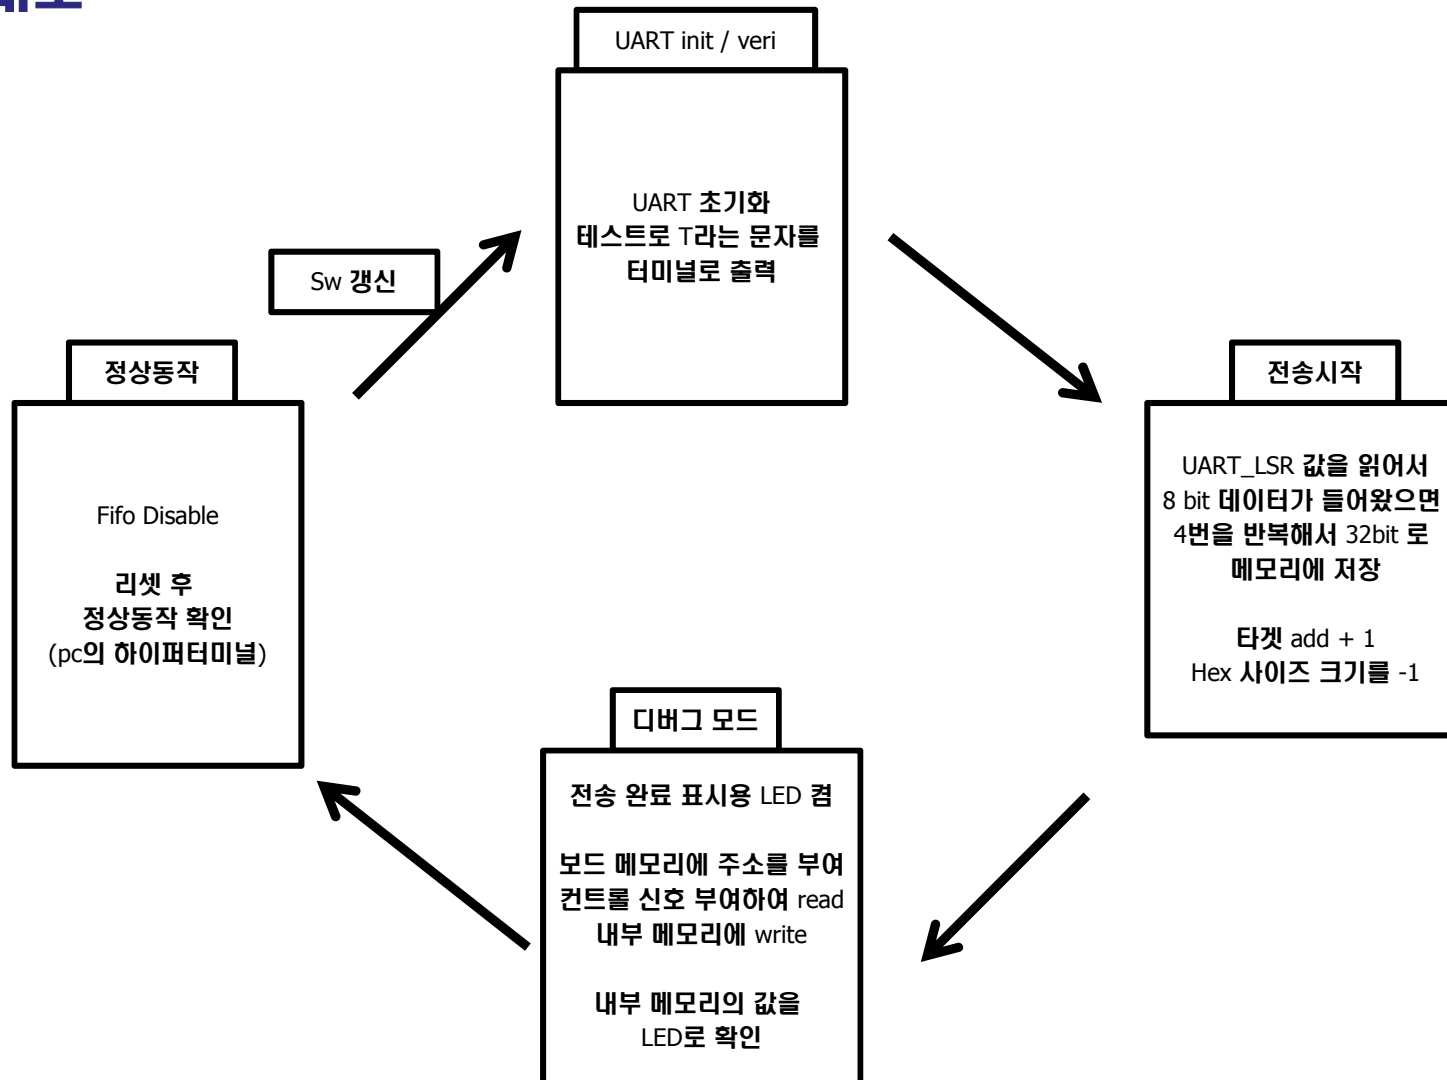 UART init / veri
UART 초기화
테스트로 T라는 문자를
터미널로 출력
Sw 갱신
정상동작
Fifo Disable
리셋 후
정상동작 확인
(pc의 하이퍼터미널)
전송시작
UART_LSR 값을 읽어서
8 bit 데이터가 들어왔으면
4번을 반복해서 32bit 로
메모리에 저장
타겟 add + 1
Hex 사이즈 크기를 -1
디버그 모드
전송 완료 표시용 LED 켬
보드 메모리에 주소를 부여
컨트롤 신호 부여하여 read
내부 메모리에 write
내부 메모리의 값을
LED로 확인